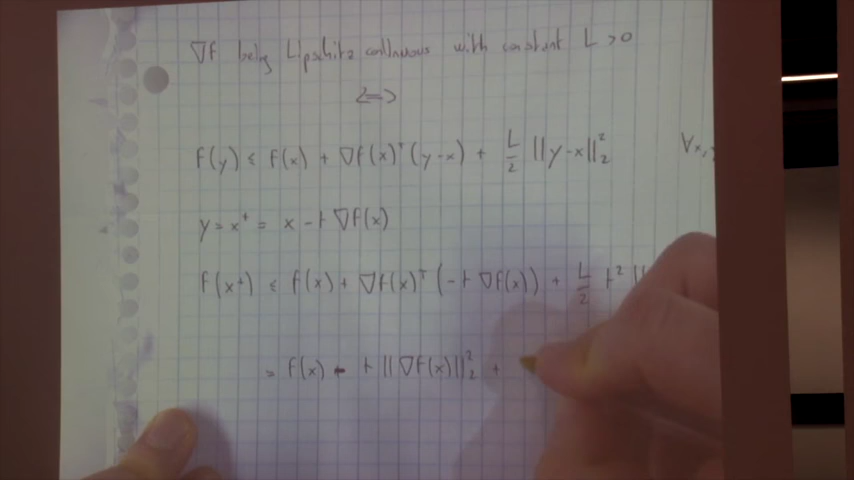 ∇f being Lipschitz continuous with constant L > 0
<=>
f(y) ≤ f(x) + ∇f(x)ᵀ(y-x) + L/2 ||y-x||₂² ∀x,y
y = x⁺ = x - t ∇f(x)
f(x⁺) ≤ f(x) + ∇f(x)ᵀ(-t ∇f(x)) + L/2 t² ||
= f(x) - t ||∇f(x)||₂² +